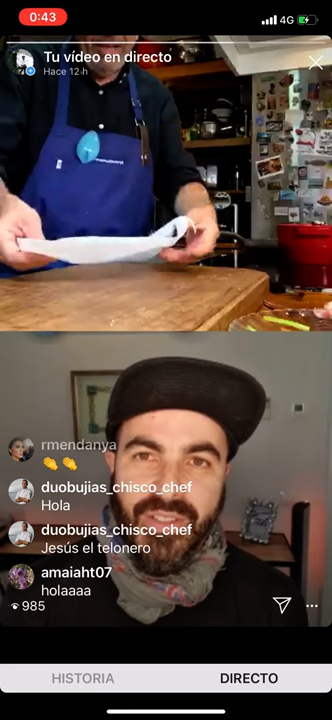 0:43
4G
Tu vídeo en directo
Hace 12 h
rmendanya
👏👏
duobujias_chisco_chef
Hola
duobujias_chisco_chef
Jesús el telonero
amaiaht07
holaaaa
985
HISTORIA
DIRECTO